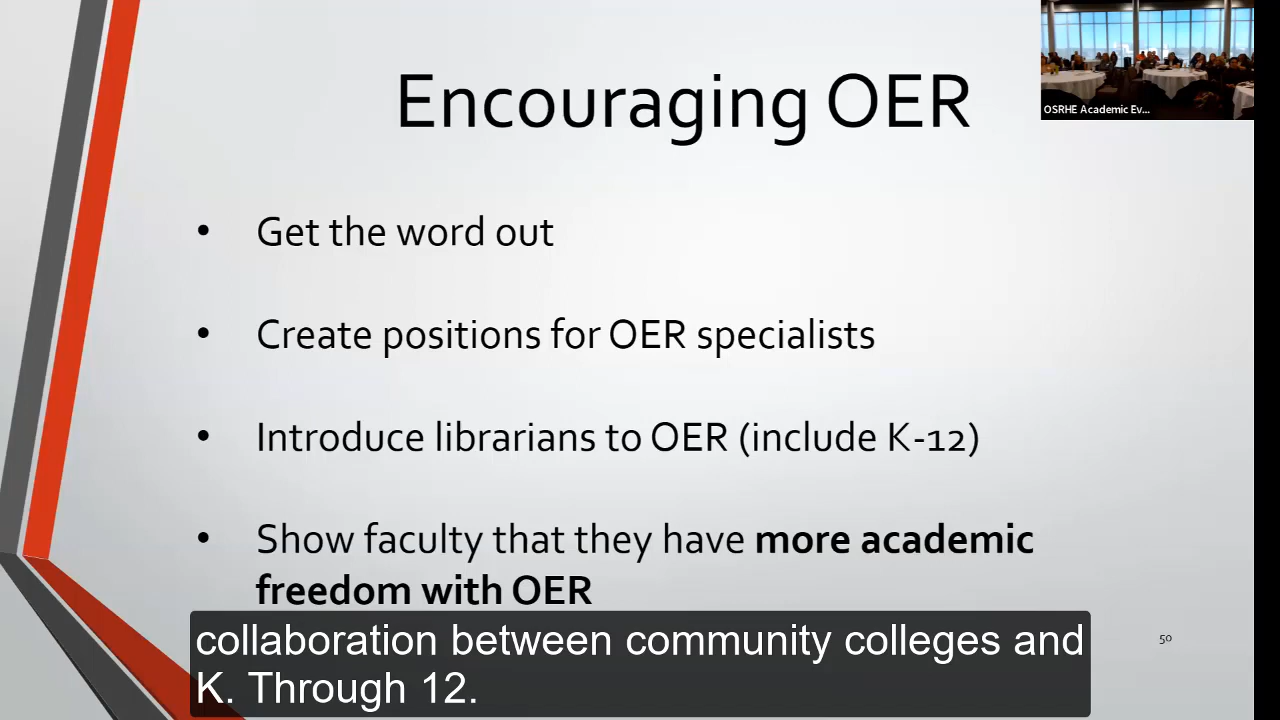 Encouraging OER
OSRHE Academic Ev...
• Get the word out
• Create positions for OER specialists
• Introduce librarians to OER (include K-12)
• Show faculty that they have more academic
freedom with OER
collaboration between community colleges and
K. Through 12.
50